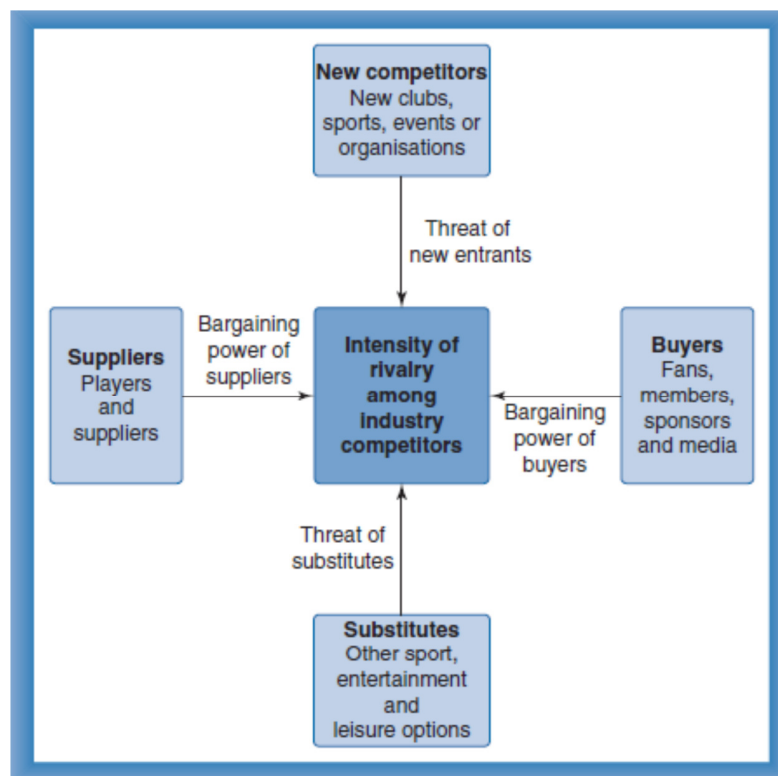 New competitors
New clubs,
sports, events or
organisations
Threat of
new entrants
Suppliers
Players
and
suppliers
Bargaining
power of
suppliers
Intensity of
rivalry
among
industry
competitors
Bargaining
power of
buyers
Buyers
Fans,
members,
sponsors
and media
Threat of
substitutes
Substitutes
Other sport,
entertainment
and
leisure options